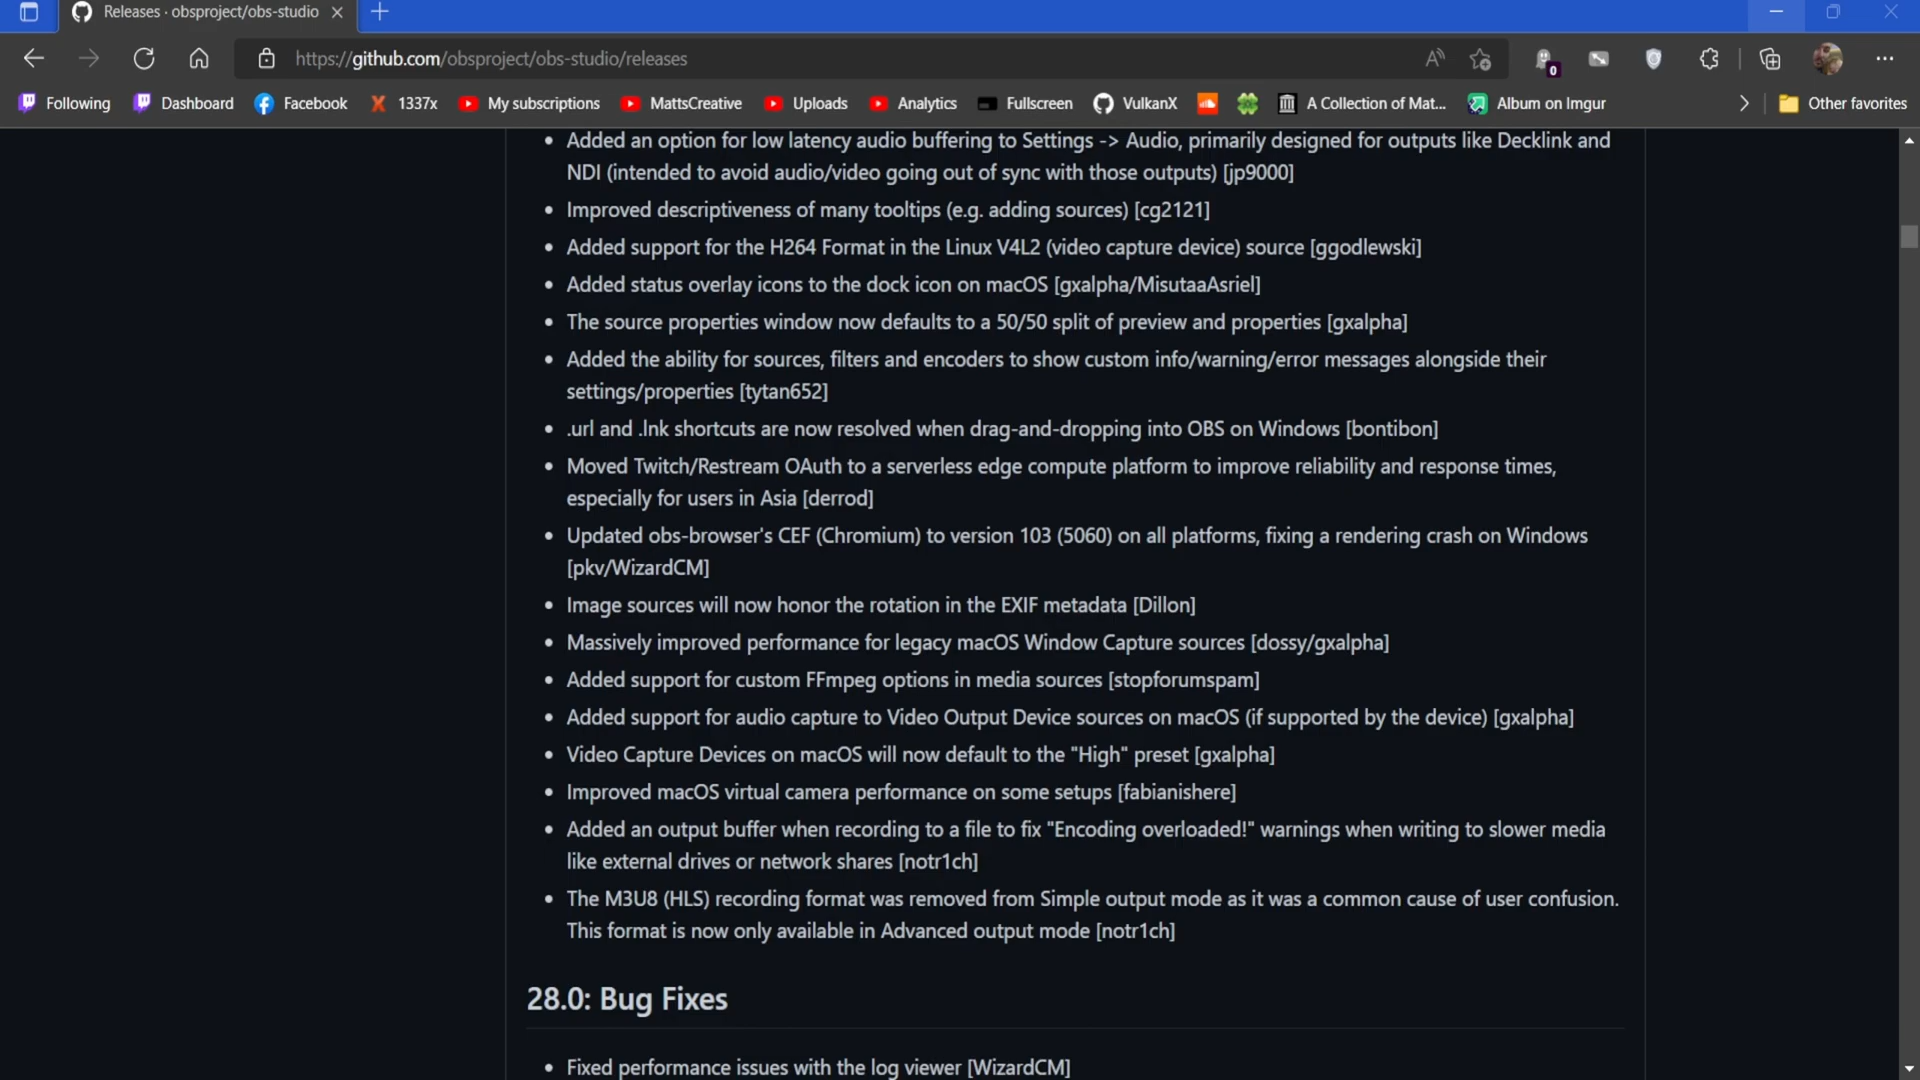 Releases · obsproject/obs-studio
https://github.com/obsproject/obs-studio/releases
0
Following Dashboard Facebook 1337x My subscriptions MattsCreative Uploads Analytics Fullscreen VulkanX A Collection of Mat... Album on Imgur Other favorites
• Added an option for low latency audio buffering to Settings -> Audio, primarily designed for outputs like Decklink and
NDI (intended to avoid audio/video going out of sync with those outputs) [jp9000]
• Improved descriptiveness of many tooltips (e.g. adding sources) [cg2121]
• Added support for the H264 Format in the Linux V4L2 (video capture device) source [ggodlewski]
• Added status overlay icons to the dock icon on macOS [gxalpha/MisutaaAsriel]
• The source properties window now defaults to a 50/50 split of preview and properties [gxalpha]
• Added the ability for sources, filters and encoders to show custom info/warning/error messages alongside their
settings/properties [tytan652]
• .url and .lnk shortcuts are now resolved when drag-and-dropping into OBS on Windows [bontibon]
• Moved Twitch/Restream OAuth to a serverless edge compute platform to improve reliability and response times,
especially for users in Asia [derrod]
• Updated obs-browser's CEF (Chromium) to version 103 (5060) on all platforms, fixing a rendering crash on Windows
[pkv/WizardCM]
• Image sources will now honor the rotation in the EXIF metadata [Dillon]
• Massively improved performance for legacy macOS Window Capture sources [dossy/gxalpha]
• Added support for custom FFmpeg options in media sources [stopforumspam]
• Added support for audio capture to Video Output Device sources on macOS (if supported by the device) [gxalpha]
• Video Capture Devices on macOS will now default to the "High" preset [gxalpha]
• Improved macOS virtual camera performance on some setups [fabianishere]
• Added an output buffer when recording to a file to fix "Encoding overloaded!" warnings when writing to slower media
like external drives or network shares [notr1ch]
• The M3U8 (HLS) recording format was removed from Simple output mode as it was a common cause of user confusion.
This format is now only available in Advanced output mode [notr1ch]
28.0: Bug Fixes
• Fixed performance issues with the log viewer [WizardCM]